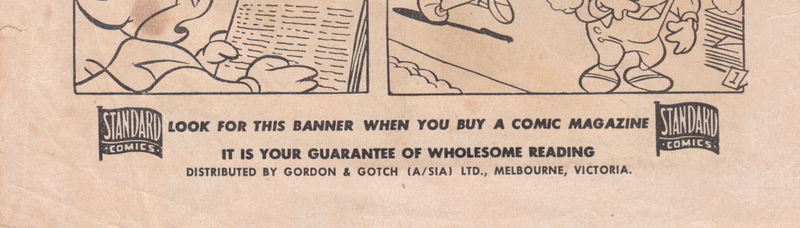 1
STANDARD
COMICS
LOOK FOR THIS BANNER WHEN YOU BUY A COMIC MAGAZINE
STANDARD
COMICS
IT IS YOUR GUARANTEE OF WHOLESOME READING
DISTRIBUTED BY GORDON & GOTCH (A/SIA) LTD., MELBOURNE, VICTORIA.